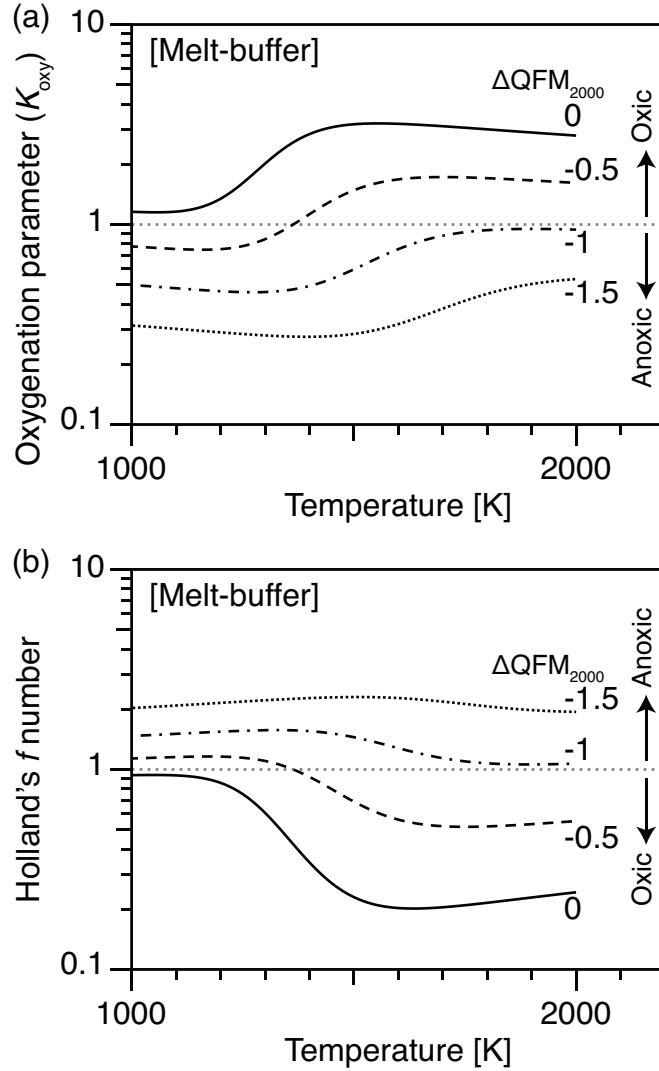 (a)
10
[Melt-buffer]
ΔQFM2000
0
-0.5
-1
-1.5
Oxic
Anoxic
1
0.1
Oxygenation parameter (Koxy)
1000
2000
Temperature [K]
(b)
10
[Melt-buffer]
ΔQFM2000
-1.5
-1
-0.5
0
Anoxic
Oxic
1
0.1
Holland's f number
1000
2000
Temperature [K]